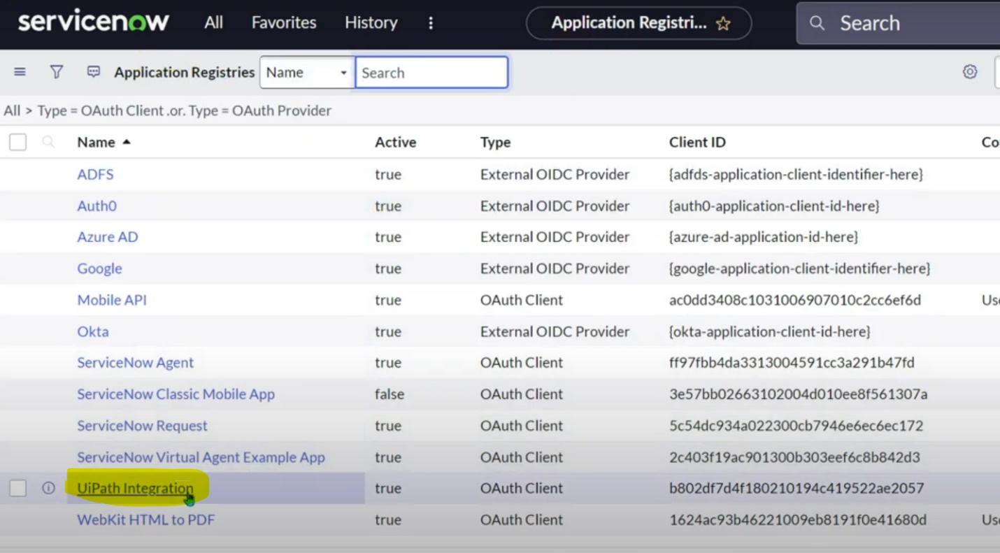 servicenow All Favorites History Application Registri... Search
Application Registries Name Search
All > Type = OAuth Client .or. Type = OAuth Provider
Name Active Type Client ID Co
ADFS true External OIDC Provider {adfds-application-client-identifier-here}
Auth0 true External OIDC Provider {auth0-application-client-id-here}
Azure AD true External OIDC Provider {azure-ad-application-id-here}
Google true External OIDC Provider {google-application-client-identifier-here}
Mobile API true OAuth Client ac0dd3408c1031006907010c2cc6ef6d Use
Okta true External OIDC Provider {okta-application-client-id-here}
ServiceNow Agent true OAuth Client ff97fbb4da3313004591cc3a291b47fd
ServiceNow Classic Mobile App false OAuth Client 3e57bb02663102004d010ee8f561307a
ServiceNow Request true OAuth Client 5c54dc934a022300cb7946e6ec6ec172
ServiceNow Virtual Agent Example App true OAuth Client 2c403f19ac901300b303eef6c8b842d3
UiPath Integration true OAuth Client b802df7d4f180210194c419522ae2057
WebKit HTML to PDF true OAuth Client 1624ac93b46221009eb8191f0e41680d Use